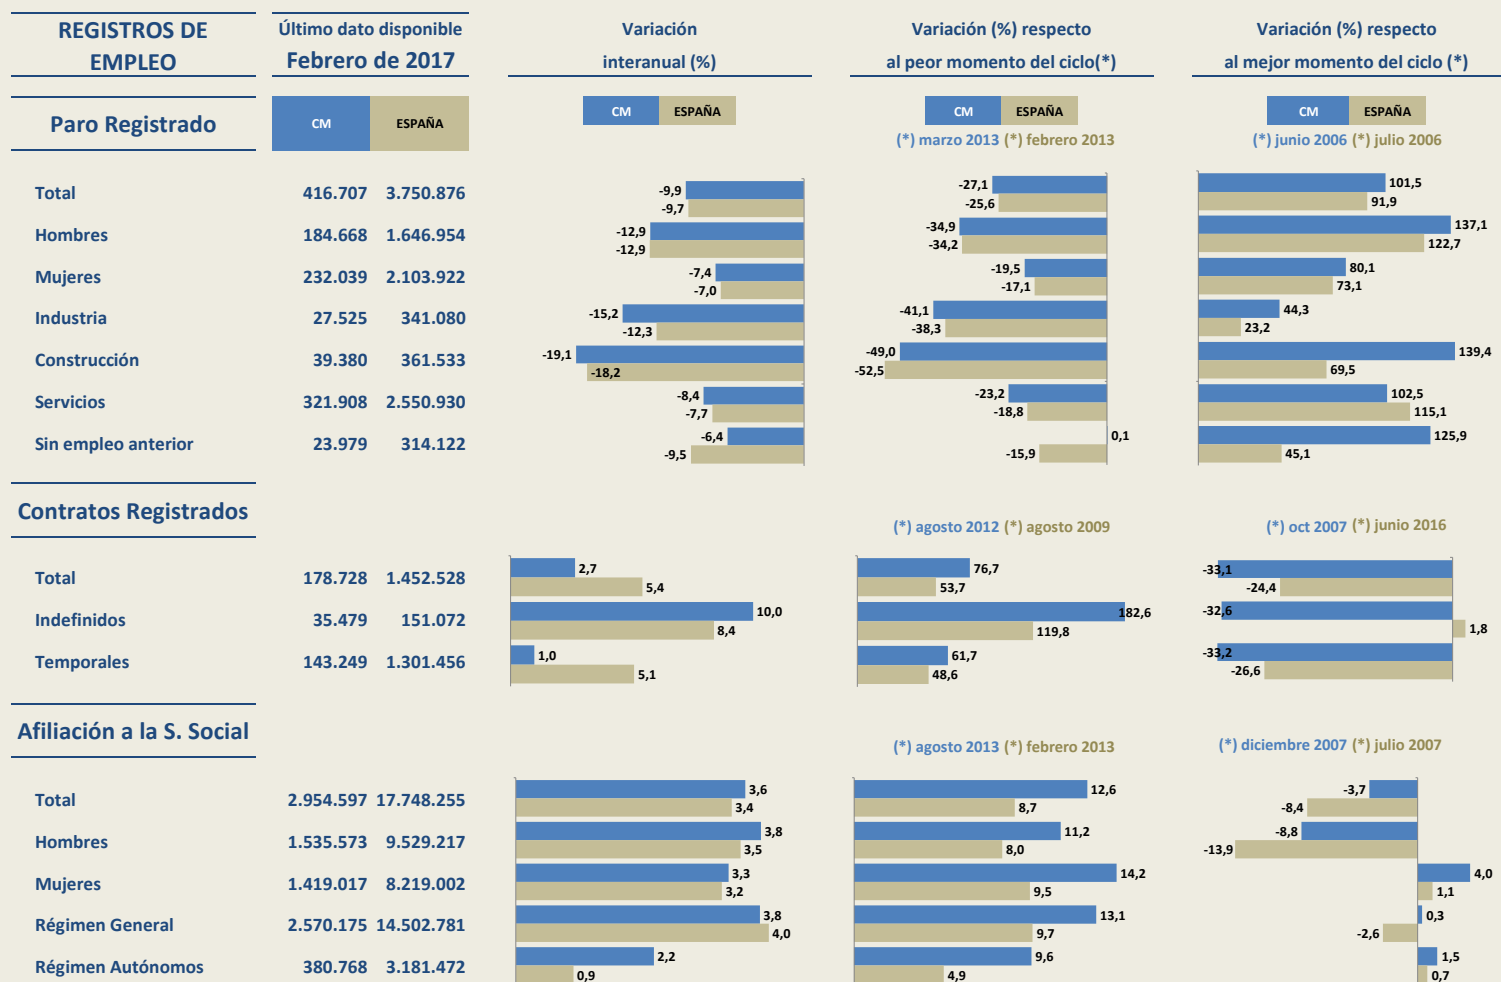 REGISTROS DE EMPLEO
Último dato disponible
Febrero de 2017
Variación
interanual (%)
Variación (%) respecto
al peor momento del ciclo(*)
Variación (%) respecto
al mejor momento del ciclo (*)
Paro Registrado
CM ESPAÑA
CM ESPAÑA
CM ESPAÑA
(*) marzo 2013 (*) febrero 2013
CM ESPAÑA
(*) junio 2006 (*) julio 2006
Total 416.707 3.750.876 -9,9 -27,1 101,5
-9,7 -25,6 91,9
Hombres 184.668 1.646.954 -12,9 -34,9 137,1
-12,9 -34,2 122,7
Mujeres 232.039 2.103.922 -7,4 -19,5 80,1
-7,0 -17,1 73,1
Industria 27.525 341.080 -15,2 -41,1 44,3
-12,3 -38,3 23,2
Construcción 39.380 361.533 -19,1 -49,0 139,4
-18,2 -52,5 69,5
Servicios 321.908 2.550.930 -8,4 -23,2 102,5
-7,7 -18,8 115,1
Sin empleo anterior 23.979 314.122 -6,4 0,1 125,9
-9,5 -15,9 45,1
Contratos Registrados
(*) agosto 2012 (*) agosto 2009
(*) oct 2007 (*) junio 2016
Total 178.728 1.452.528 2,7 76,7 -33,1
5,4 53,7 -24,4
Indefinidos 35.479 151.072 10,0 182,6 -32,6
8,4 119,8 1,8
Temporales 143.249 1.301.456 1,0 61,7 -33,2
5,1 48,6 -26,6
Afiliación a la S. Social
(*) agosto 2013 (*) febrero 2013
(*) diciembre 2007 (*) julio 2007
Total 2.954.597 17.748.255 3,6 12,6 -3,7
3,4 8,7 -8,4
Hombres 1.535.573 9.529.217 3,8 11,2 -8,8
3,5 8,0 -13,9
Mujeres 1.419.017 8.219.002 3,3 14,2 4,0
3,2 9,5 1,1
Régimen General 2.570.175 14.502.781 3,8 13,1 0,3
4,0 9,7 -2,6
Régimen Autónomos 380.768 3.181.472 2,2 9,6 1,5
0,9 4,9 0,7